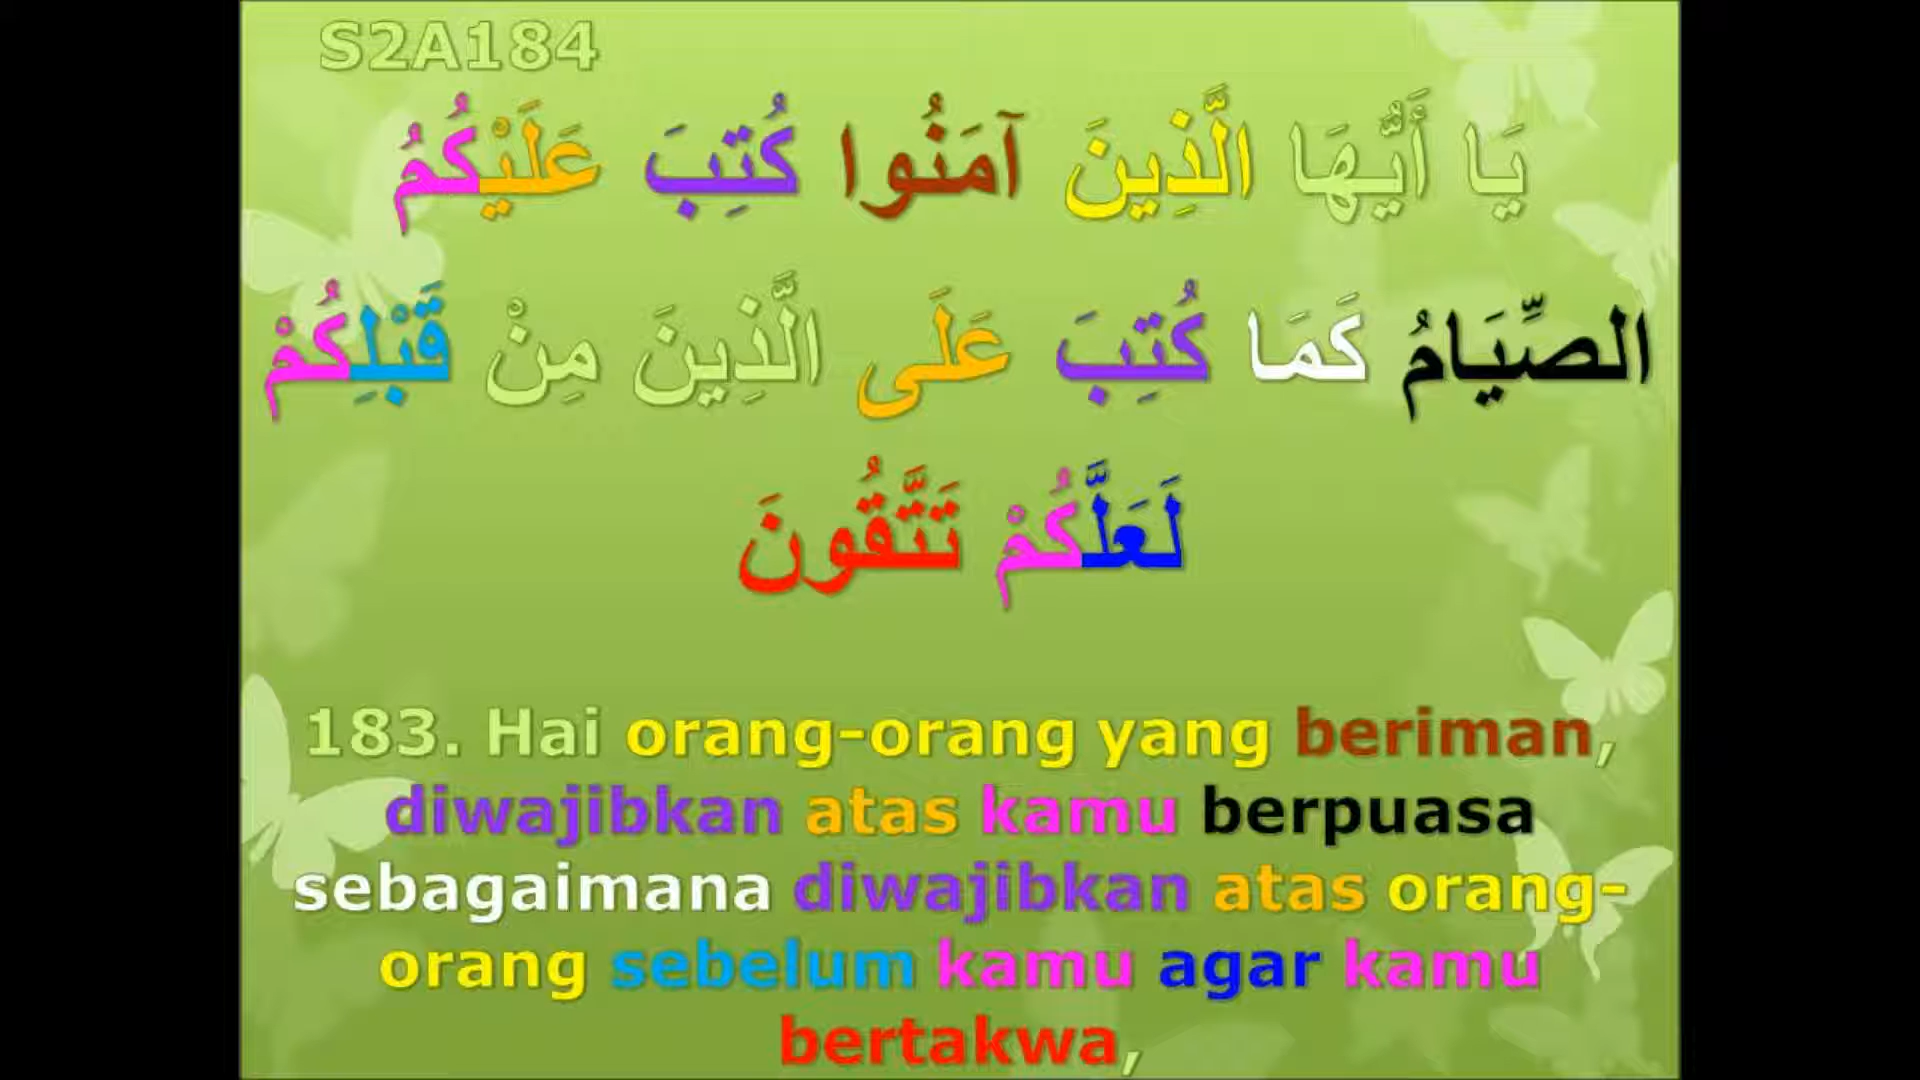 S2A184
يَا أَيُّهَا الَّذِينَ آمَنُوا كُتِبَ عَلَيْكُمُ
الصِّيَامُ كَمَا كُتِبَ عَلَى الَّذِينَ مِنْ قَبْلِكُمْ
لَعَلَّكُمْ تَتَّقُونَ
183. Hai orang-orang yang beriman,
diwajibkan atas kamu berpuasa
sebagaimana diwajibkan atas orang-
orang sebelum kamu agar kamu
bertakwa,